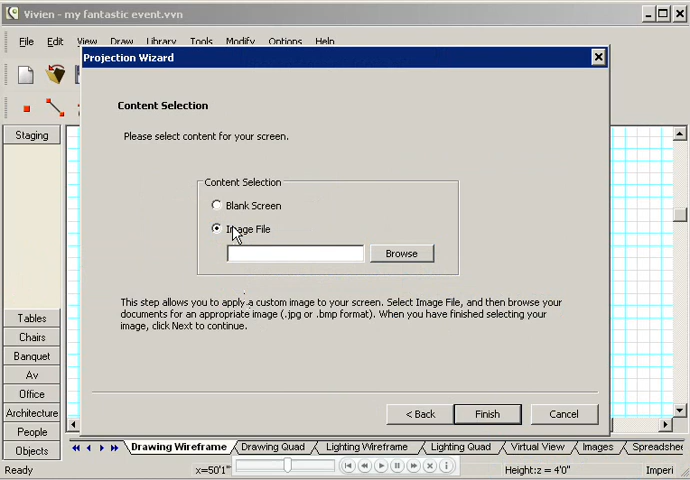 Vivien - my fantastic event.vvn
File Edit View Draw Library Tools Modify Options Help
Projection Wizard
Content Selection
Please select content for your screen.
Content Selection
Blank Screen
Image File
Browse
This step allows you to apply a custom image to your screen. Select Image File, and then browse your
documents for an appropriate image (.jpg or .bmp format). When you have finished selecting your
image, click Next to continue.
< Back Finish Cancel
Staging
Tables
Chairs
Banquet
Av
Office
Architecture
People
Objects
Drawing Wireframe Drawing Quad Lighting Wireframe Lighting Quad Virtual View Images Spreadshee
Ready x=50'1" Height:z = 4'0" Imperi